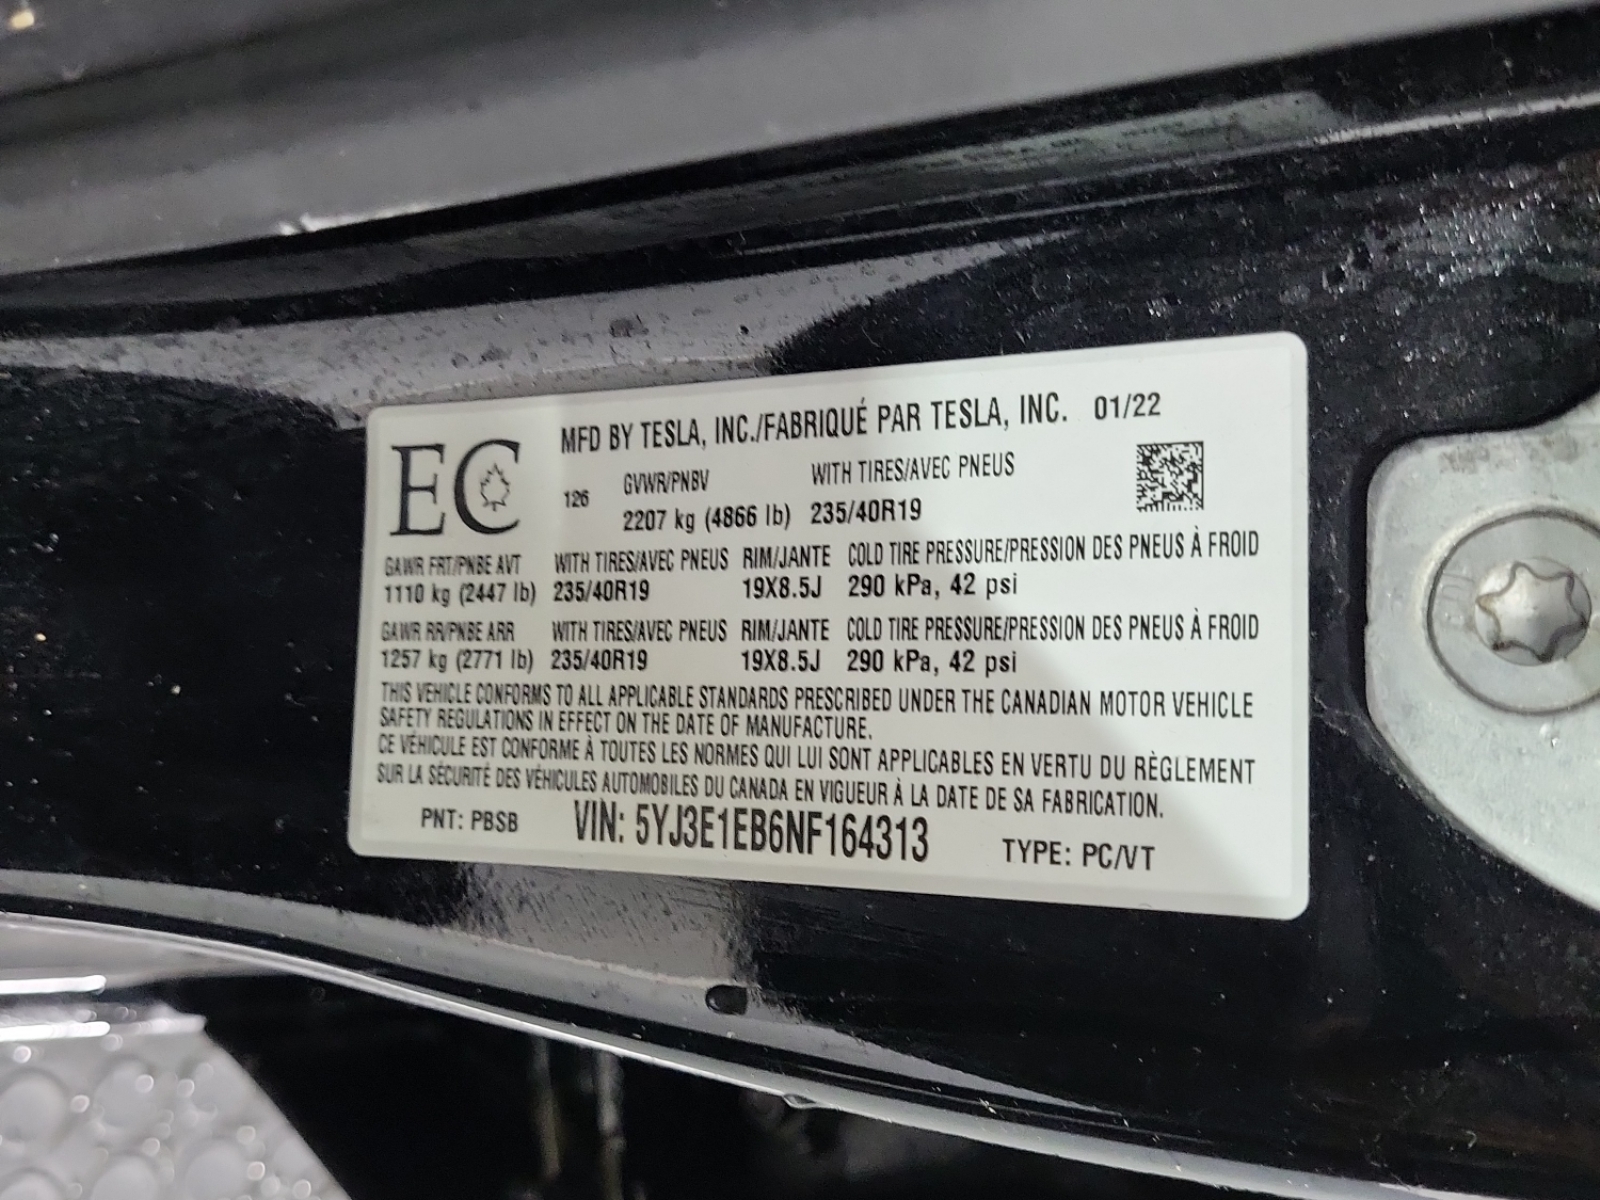 EC
MFD BY TESLA, INC./FABRIQUÉ PAR TESLA, INC. 01/22
126 GVWR/PNBV WITH TIRES/AVEC PNEUS
2207 kg (4866 lb) 235/40R19
GAWR FRT/PNBE AVT WITH TIRES/AVEC PNEUS RIM/JANTE COLD TIRE PRESSURE/PRESSION DES PNEUS À FROID
1110 kg (2447 lb) 235/40R19 19X8.5J 290 kPa, 42 psi
GAWR RR/PNBE ARR WITH TIRES/AVEC PNEUS RIM/JANTE COLD TIRE PRESSURE/PRESSION DES PNEUS À FROID
1257 kg (2771 lb) 235/40R19 19X8.5J 290 kPa, 42 psi
THIS VEHICLE CONFORMS TO ALL APPLICABLE STANDARDS PRESCRIBED UNDER THE CANADIAN MOTOR VEHICLE
SAFETY REGULATIONS IN EFFECT ON THE DATE OF MANUFACTURE.
CE VÉHICULE EST CONFORME À TOUTES LES NORMES QUI LUI SONT APPLICABLES EN VERTU DU RÈGLEMENT
SUR LA SÉCURITÉ DES VÉHICULES AUTOMOBILES DU CANADA EN VIGUEUR À LA DATE DE SA FABRICATION.
PNT: PBSB VIN: 5YJ3E1EB6NF164313 TYPE: PC/VT